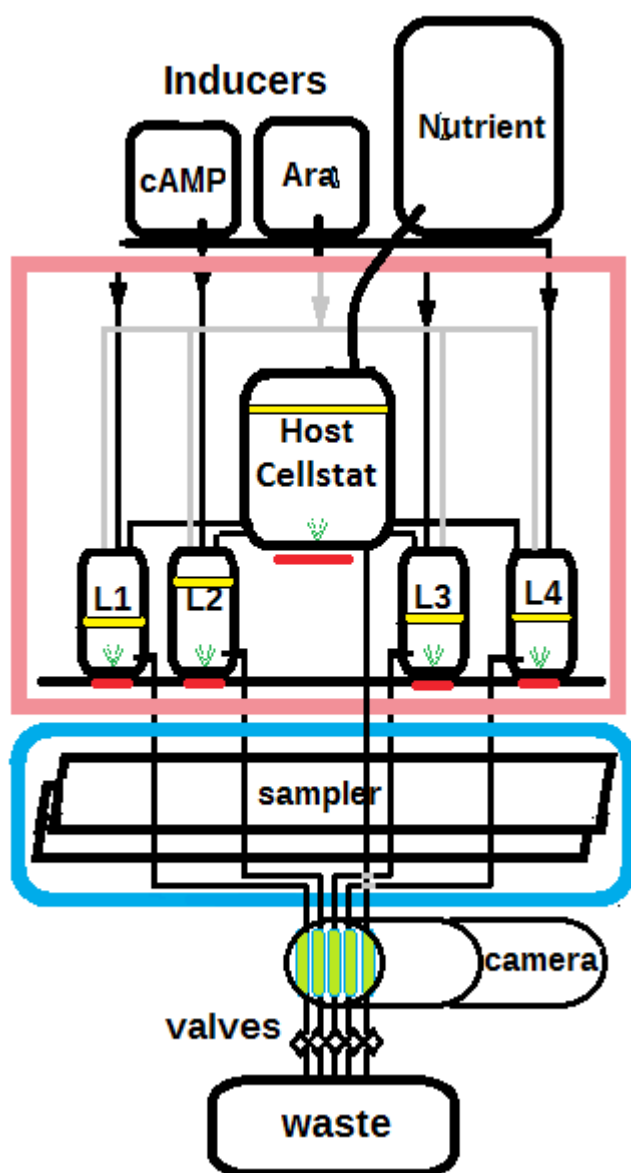 Inducers
Nutrient
cAMP
Ara
Host
Cellstat
L1
L2
L3
L4
sampler
camera
valves
waste